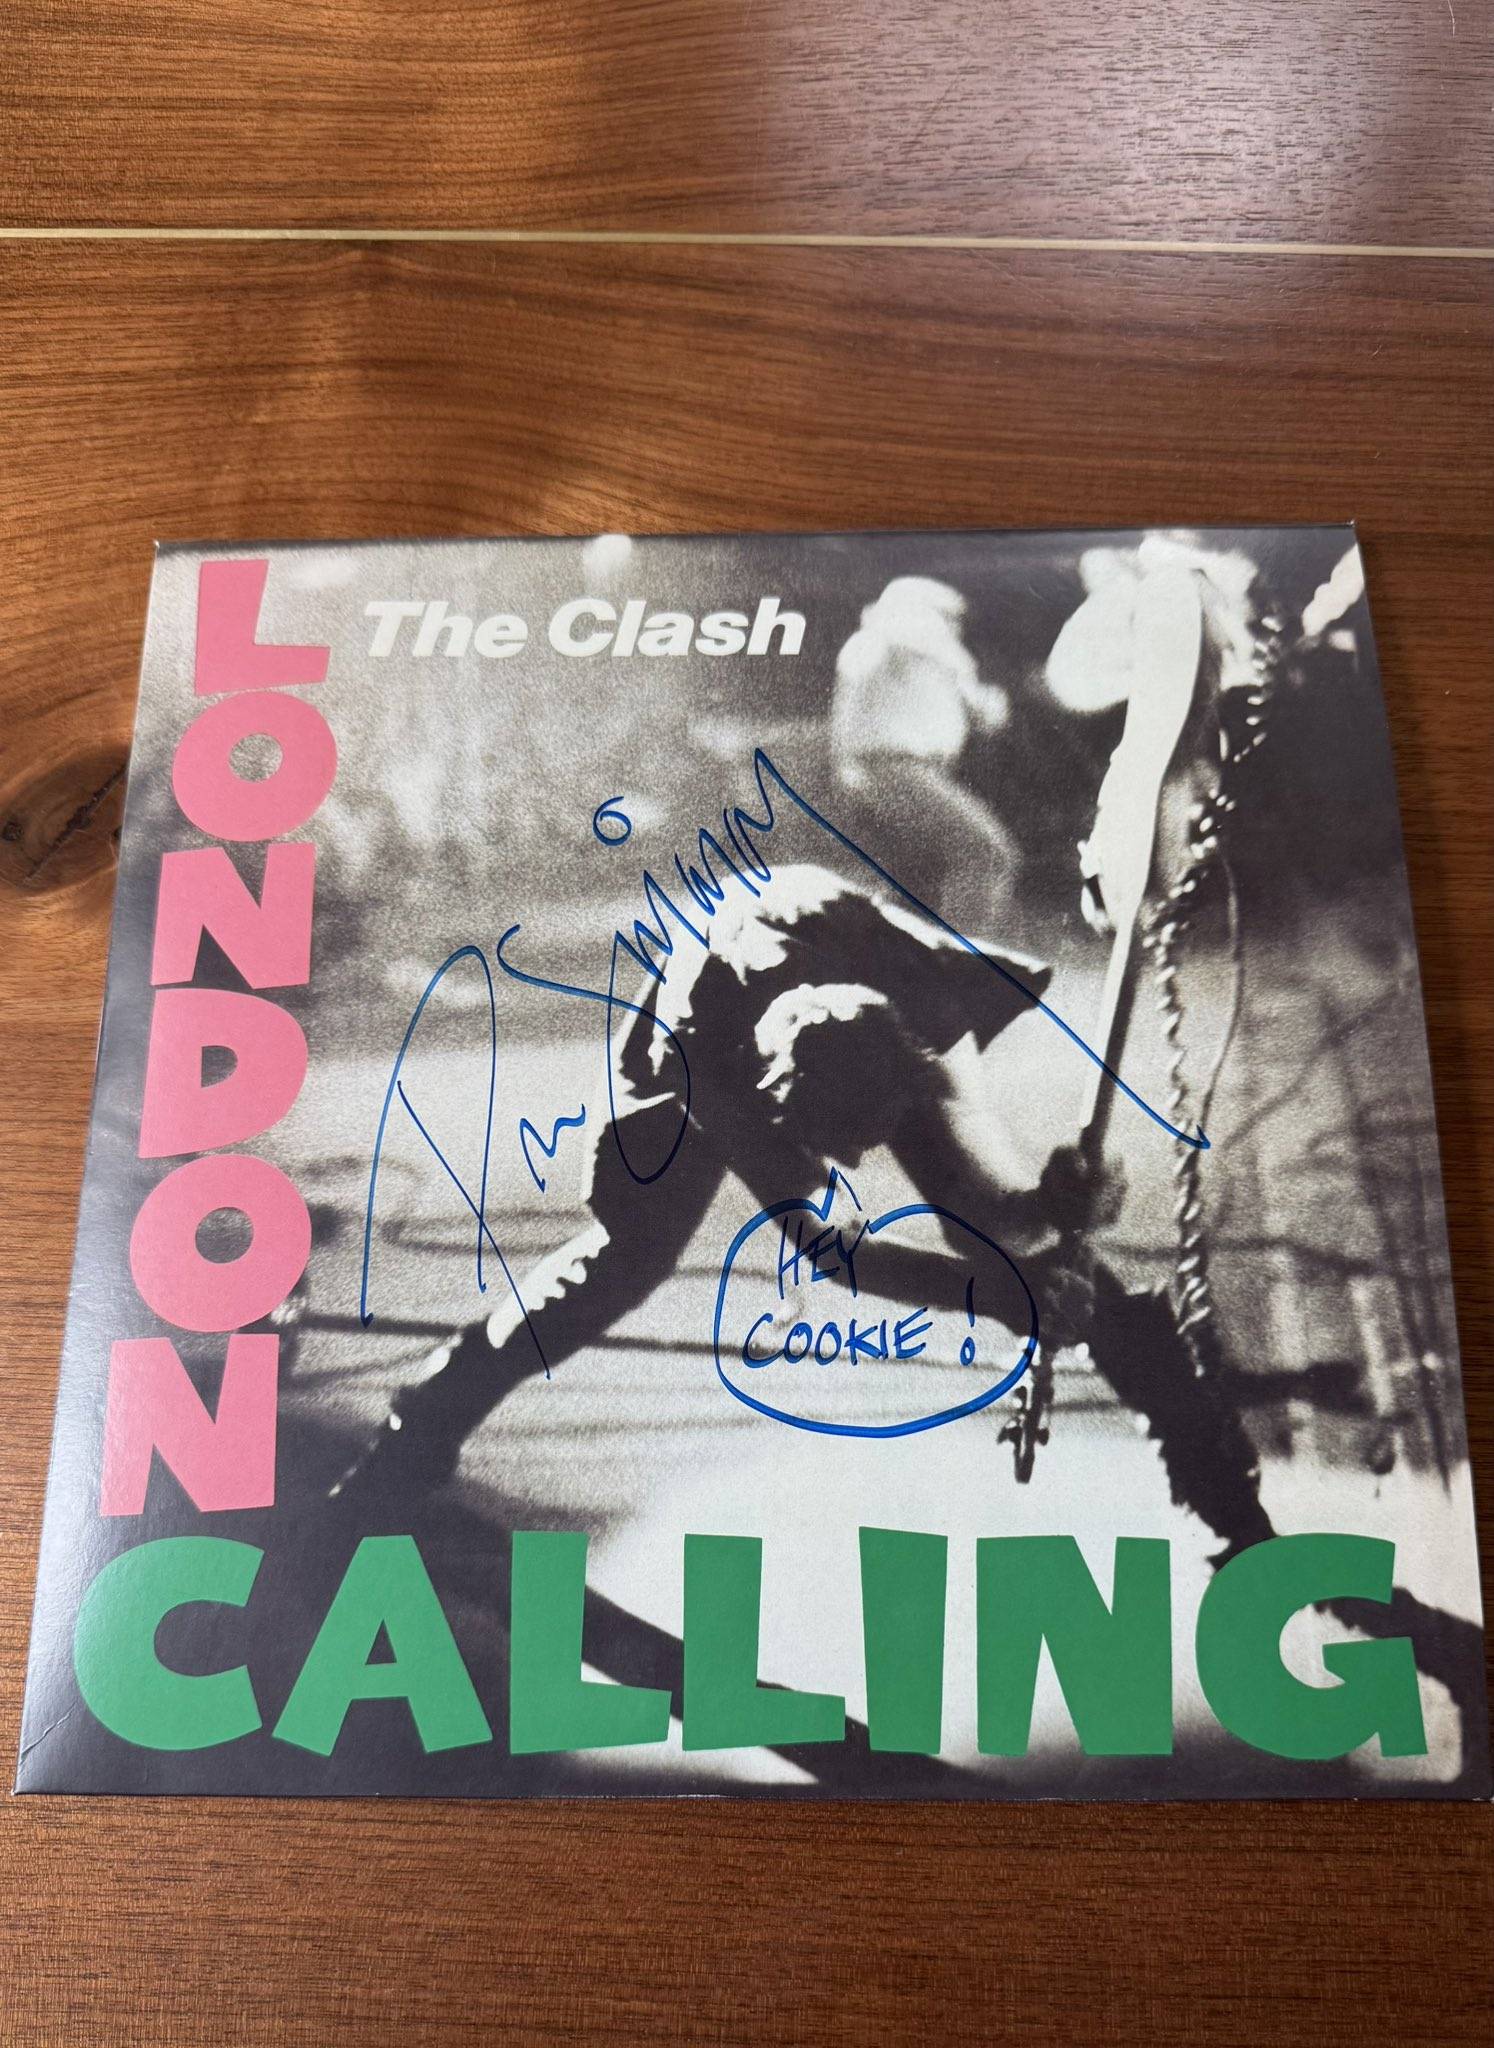 The Clash
LONDON
CALLING
HEY
COOKIE!